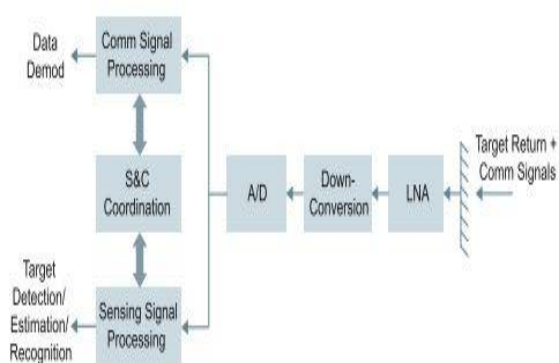 Data
Demod
Comm Signal
Processing
S&C
Coordination
A/D
Down-
Conversion
LNA
Target Return +
Comm Signals
Target
Detection/
Estimation/
Recognition
Sensing Signal
Processing